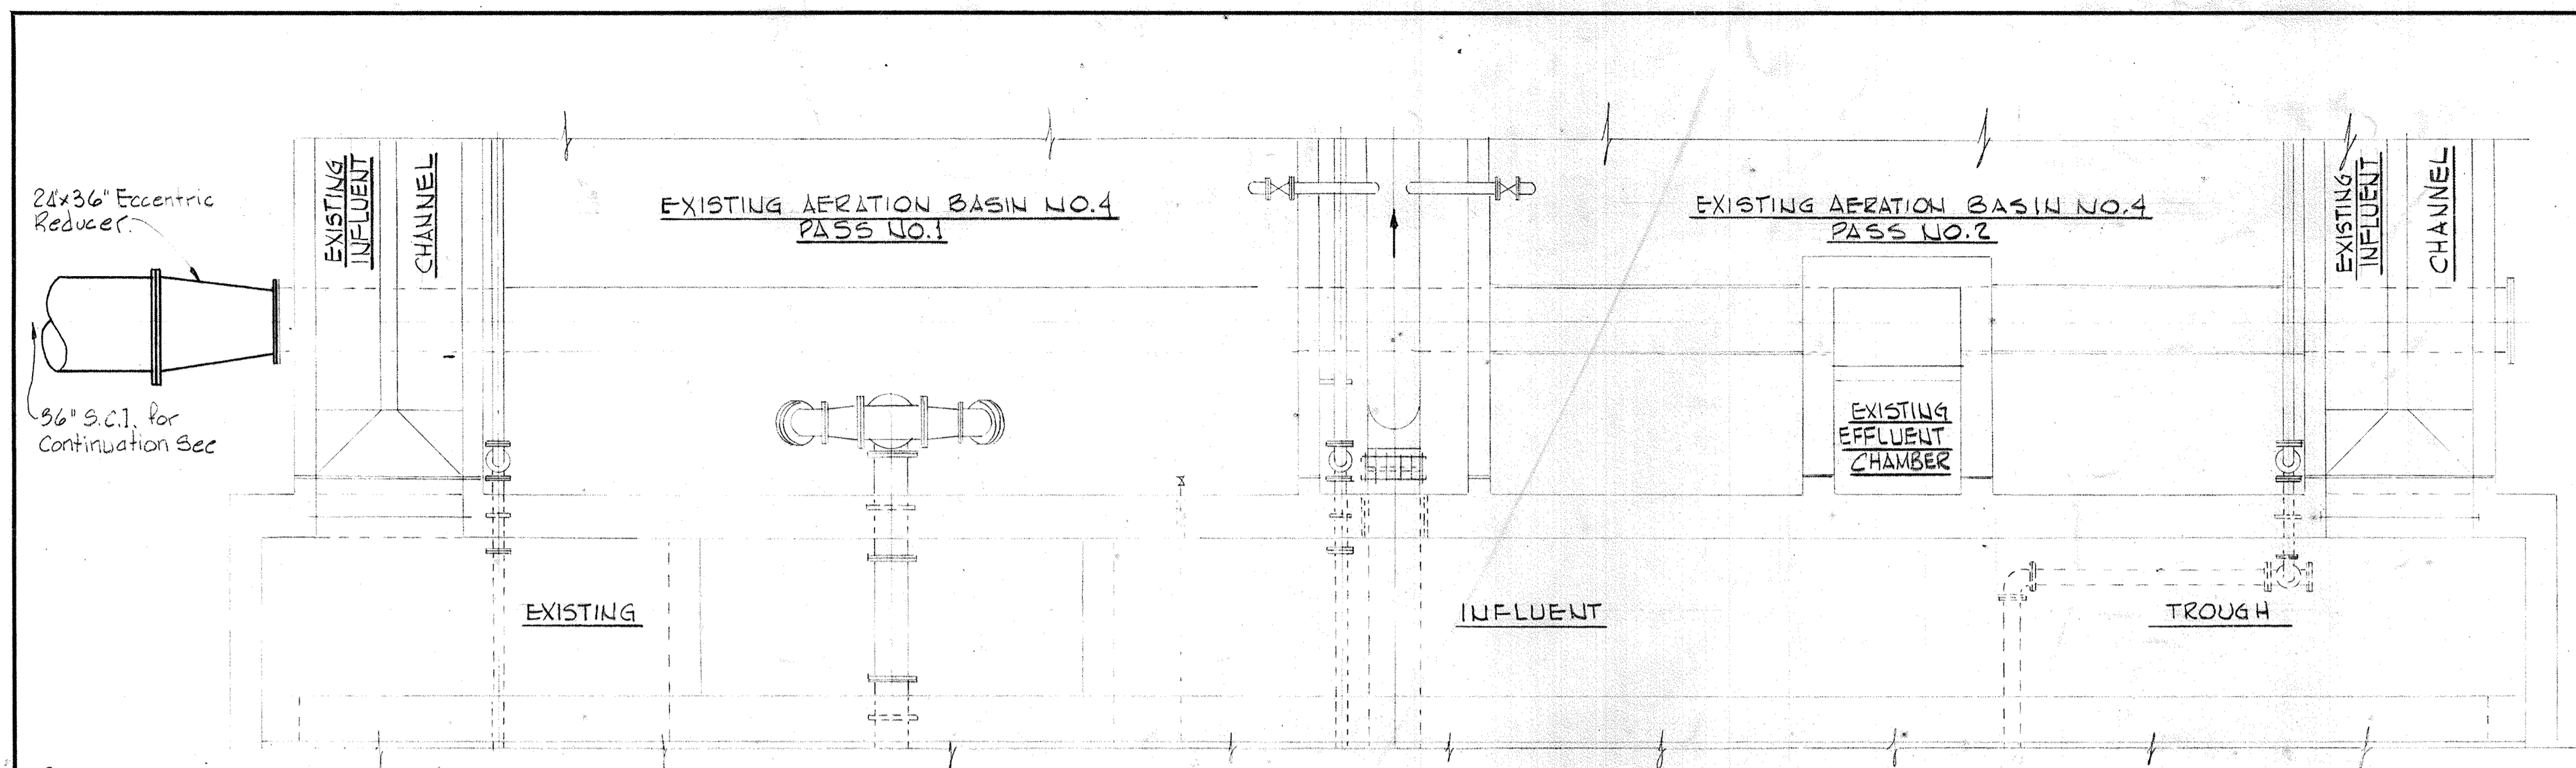 24"x36" Eccentric
Reducer.
36" S.C.I. for
Continuation See
EXISTING
INFLUENT
CHANNEL
EXISTING AERATION BASIN NO.4
PASS NO.1
EXISTING AERATION BASIN NO.4
PASS NO.2
EXISTING
INFLUENT
CHANNEL
EXISTING
EFFLUENT
CHAMBER
EXISTING
INFLUENT
TROUGH